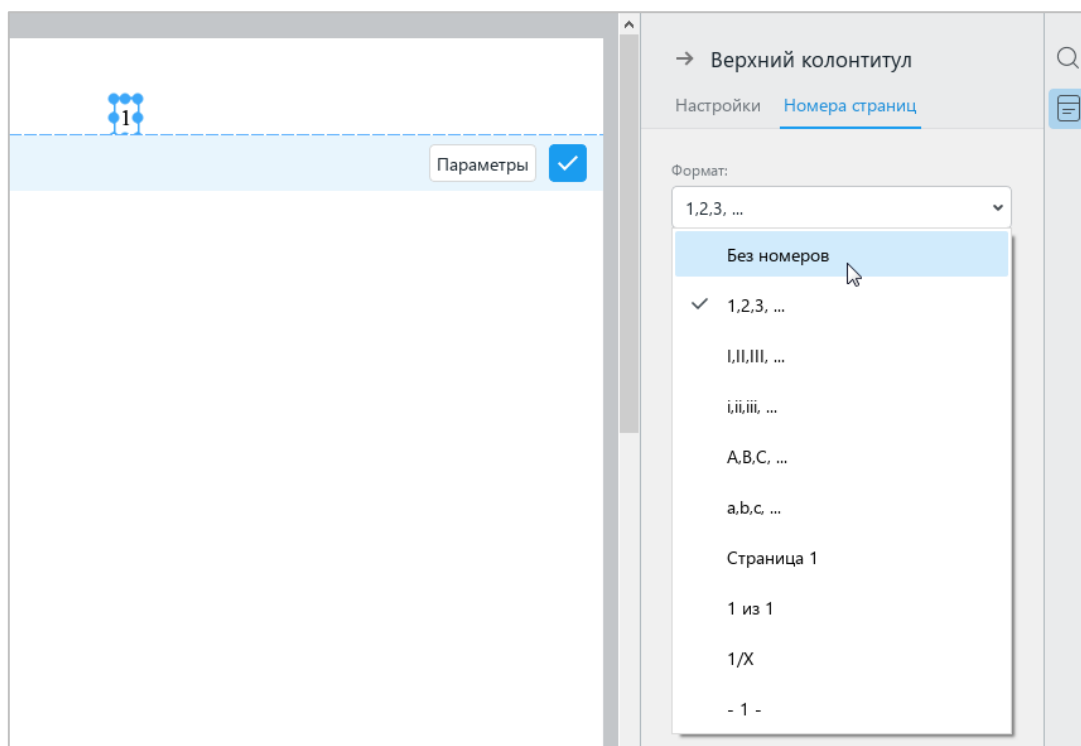 1
Параметры
Верхний колонтитул
Настройки Номера страниц
Формат:
1,2,3, ...
Без номеров
1,2,3, ...
I,II,III, ...
i,ii,iii, ...
A,B,C, ...
a,b,c, ...
Страница 1
1 из 1
1/X
- 1 -